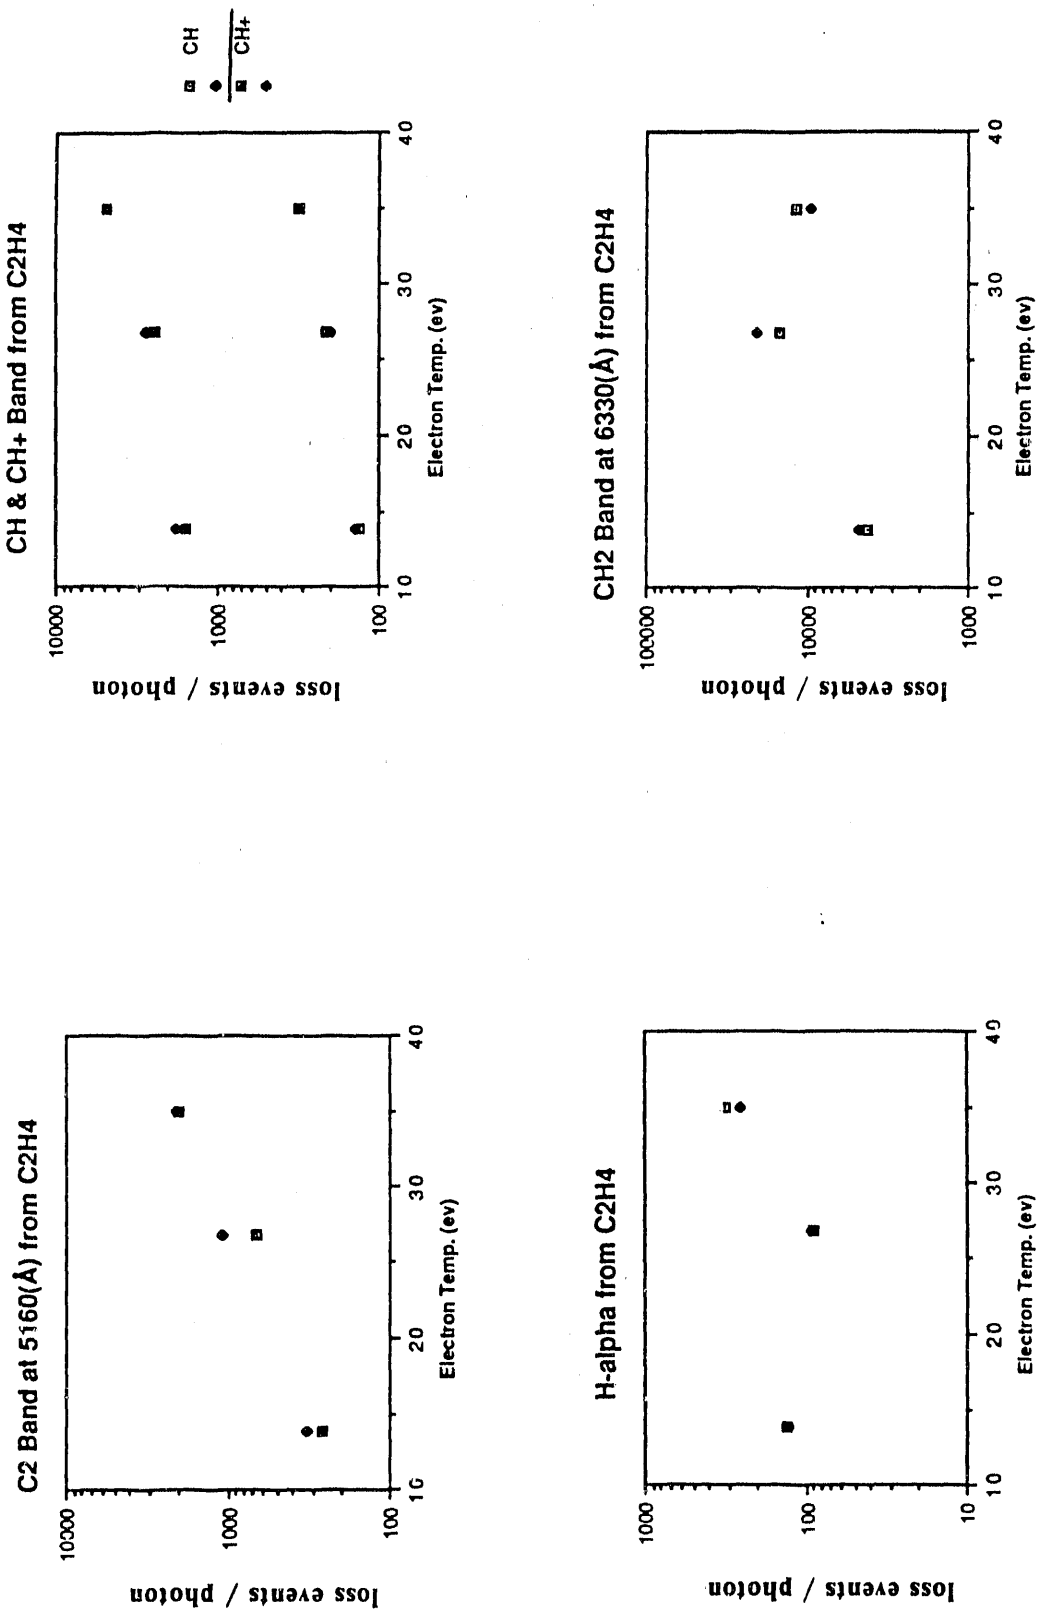 C2 Band at 5160(Å) from C2H4
loss events / photon
10000
1000
100
10
20
30
40
Electron Temp. (ev)
CH & CH+ Band from C2H4
loss events / photon
10000
1000
100
10
20
30
40
Electron Temp. (ev)
CH
CH+
H-alpha from C2H4
loss events / photon
1000
100
10
10
20
30
40
Electron Temp. (ev)
CH2 Band at 6330(Å) from C2H4
loss events / photon
100000
10000
1000
10
20
30
40
Electron Temp. (ev)